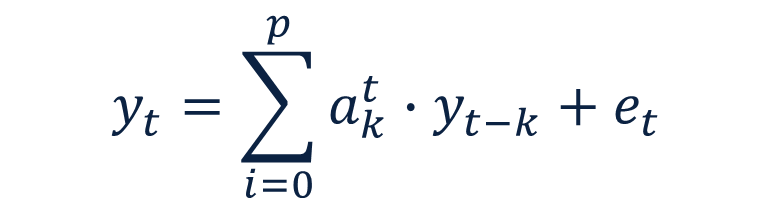 y_t = \sum_{i=0}^{p} a_k^t \cdot y_{t-k} + e_t